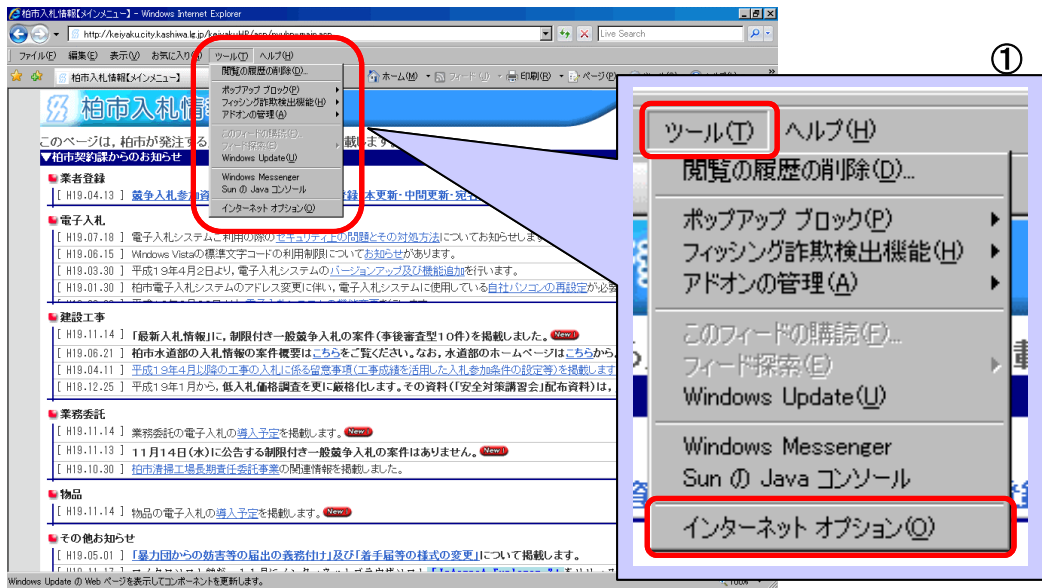 柏市入札情報【メインメニュー】 - Windows Internet Explorer
http://keiyaku.city.kashiwa.lg.jp/
Live Search
ファイル(F) 編集(E) 表示(V) お気に入り ツール(T) ヘルプ(H)
柏市入札情報【メインメニュー】
ホーム(M) フィード(J) 印刷(R) ページ(P)
閲覧の履歴の削除(D)...
ポップアップ ブロック(P)
フィッシング詐欺検出機能(H)
アドオンの管理(A)
このフィードの購読(F)...
フィード探索(E)
Windows Update(U)
Windows Messenger
Sun の Java コンソール
インターネット オプション(O)
柏市入札情
このページは，柏市が発注する
載します
▼柏市契約課からのお知らせ
業者登録
[ H19.04.13 ] 競争入札参加資
本更新・中間更新・宛名
電子入札
[ H19.07.18 ] 電子入札システムご利用の際のセキュリティ上の問題とその対処方法についてお知らせします
[ H19.06.15 ] Windows Vistaの標準文字コードの利用制限についてお知らせがあります。
[ H19.03.30 ] 平成19年4月2日より，電子入札システムのバージョンアップ及び機能追加を行います。
[ H19.01.30 ] 柏市電子入札システムのアドレス変更に伴い，電子入札システムに使用している自社パソコンの再設定が必要
建設工事
[ H19.11.14 ] 「最新入札情報」に，制限付き一般競争入札の案件(事後審査型10件)を掲載しました。 New!
[ H19.06.21 ] 柏市水道部の入札情報の案件概要はこちらをご覧ください。なお，水道部のホームページはこちらから。
[ H19.04.11 ] 平成19年4月以降の工事の入札に係る留意事項(工事成績を活用した入札参加条件の設定等)を掲載します
[ H18.12.25 ] 平成19年1月から，低入札価格調査を更に厳格化します。この資料(「安全対策講習会」配布資料)は，
業務委託
[ H19.11.14 ] 業務委託の電子入札の導入予定を掲載します。 New!
[ H19.11.13 ] 11月14日(水)に公告する制限付き一般競争入札の案件はありません。 New!
[ H19.10.30 ] 柏市清掃工場長期責任委託事業の関連情報を掲載しました。
物品
[ H19.11.14 ] 物品の電子入札の導入予定を掲載します。 New!
その他お知らせ
[ H19.05.01 ] 「暴力団からの妨害等の届出の義務付け」及び「着手届等の様式の変更」について掲載します。
Windows Update の Web ページを表示してコンポーネントを更新します。
100%
①
ツール(T) ヘルプ(H)
閲覧の履歴の削除(D)...
ポップアップ ブロック(P)
フィッシング詐欺検出機能(H)
アドオンの管理(A)
このフィードの購読(F)...
フィード探索(E)
Windows Update(U)
Windows Messenger
Sun の Java コンソール
インターネット オプション(O)